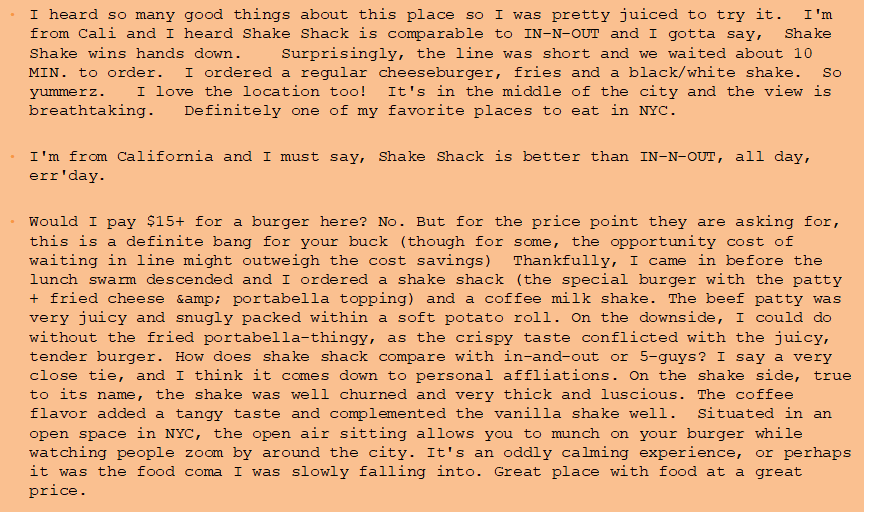 I heard so many good things about this place so I was pretty juiced to try it.  I'm
from Cali and I heard Shake Shack is comparable to IN-N-OUT and I gotta say,  Shake
Shake wins hands down.    Surprisingly, the line was short and we waited about 10
MIN. to order.  I ordered a regular cheeseburger, fries and a black/white shake.  So
yummerz.   I love the location too!  It's in the middle of the city and the view is
breathtaking.   Definitely one of my favorite places to eat in NYC.
I'm from California and I must say, Shake Shack is better than IN-N-OUT, all day,
err'day.
Would I pay $15+ for a burger here? No. But for the price point they are asking for,
this is a definite bang for your buck (though for some, the opportunity cost of
waiting in line might outweigh the cost savings)  Thankfully, I came in before the
lunch swarm descended and I ordered a shake shack (the special burger with the patty
+ fried cheese &amp; portabella topping) and a coffee milk shake. The beef patty was
very juicy and snugly packed within a soft potato roll. On the downside, I could do
without the fried portabella-thingy, as the crispy taste conflicted with the juicy,
tender burger. How does shake shack compare with in-and-out or 5-guys? I say a very
close tie, and I think it comes down to personal affliations. On the shake side, true
to its name, the shake was well churned and very thick and luscious. The coffee
flavor added a tangy taste and complemented the vanilla shake well.  Situated in an
open space in NYC, the open air sitting allows you to munch on your burger while
watching people zoom by around the city. It's an oddly calming experience, or perhaps
it was the food coma I was slowly falling into. Great place with food at a great
price.